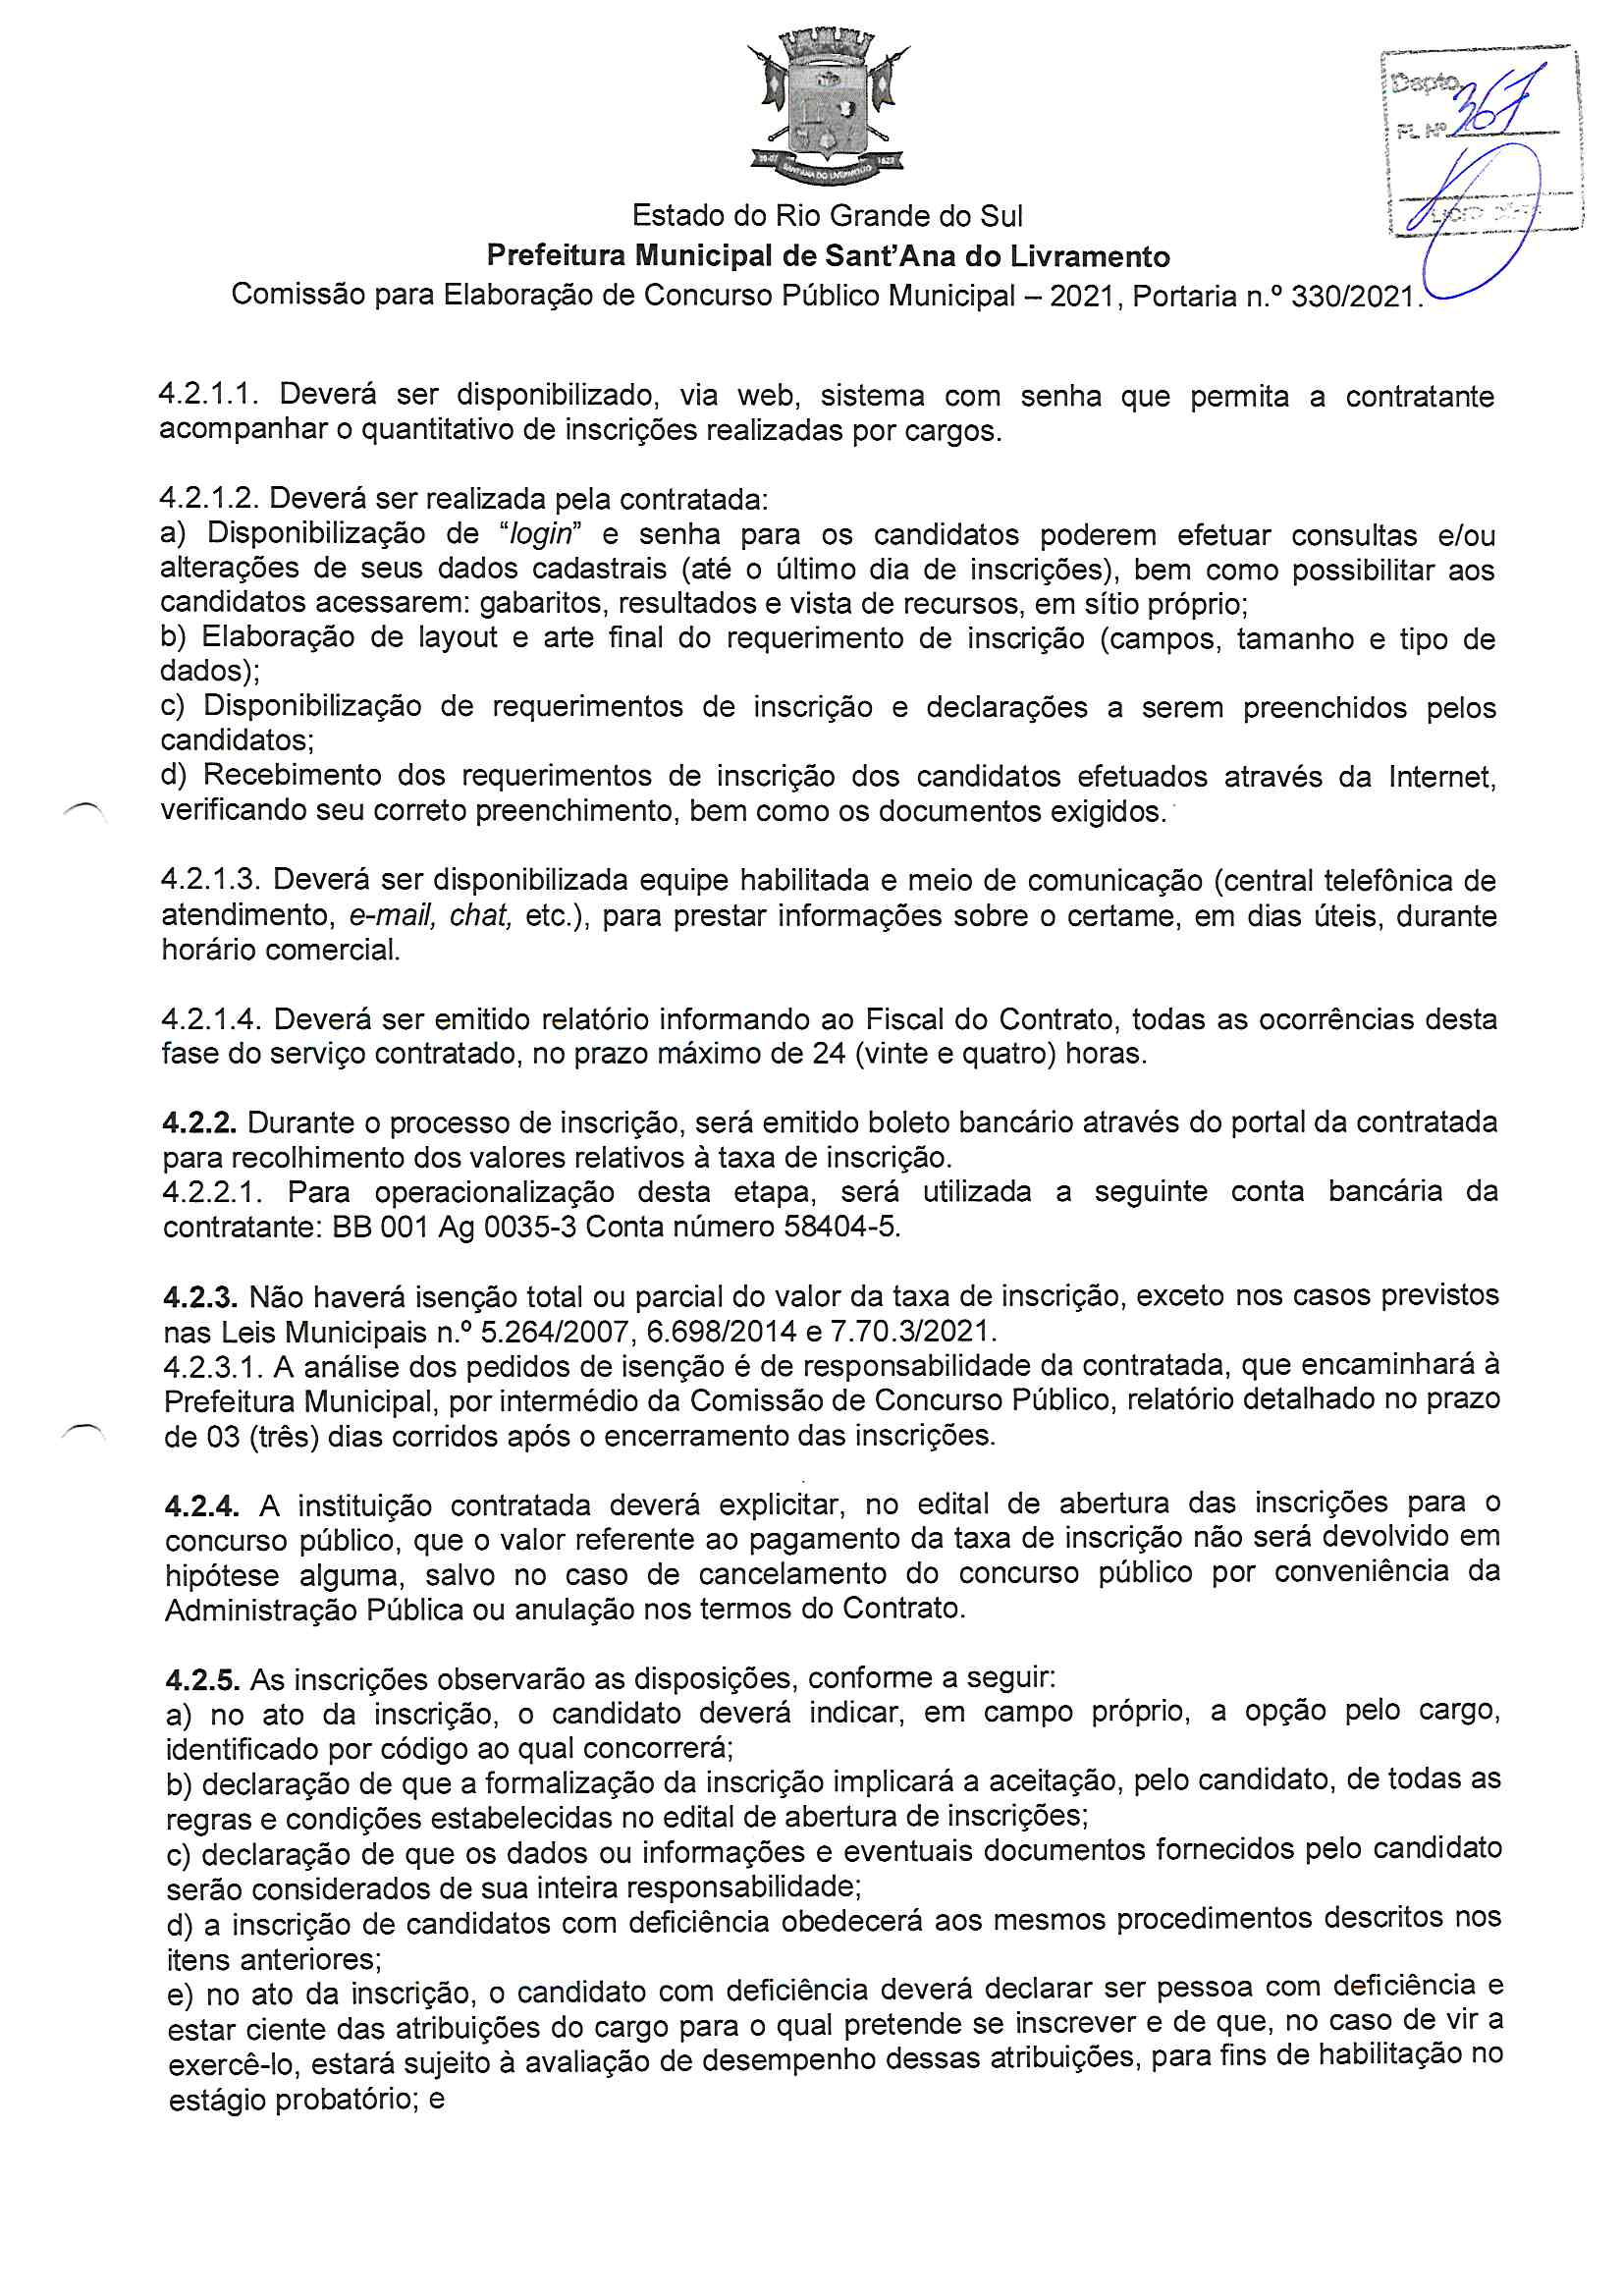 Depto.
FL Nº 367
20-07
SANT'ANA DO LIVRAMENTO
1823
Estado do Rio Grande do Sul
Prefeitura Municipal de Sant'Ana do Livramento
Comissão para Elaboração de Concurso Público Municipal – 2021, Portaria n.º 330/2021.
4.2.1.1. Deverá ser disponibilizado, via web, sistema com senha que permita a contratante
acompanhar o quantitativo de inscrições realizadas por cargos.
4.2.1.2. Deverá ser realizada pela contratada:
a) Disponibilização de “login” e senha para os candidatos poderem efetuar consultas e/ou
alterações de seus dados cadastrais (até o último dia de inscrições), bem como possibilitar aos
candidatos acessarem: gabaritos, resultados e vista de recursos, em sítio próprio;
b) Elaboração de layout e arte final do requerimento de inscrição (campos, tamanho e tipo de
dados);
c) Disponibilização de requerimentos de inscrição e declarações a serem preenchidos pelos
candidatos;
d) Recebimento dos requerimentos de inscrição dos candidatos efetuados através da Internet,
verificando seu correto preenchimento, bem como os documentos exigidos.
4.2.1.3. Deverá ser disponibilizada equipe habilitada e meio de comunicação (central telefônica de
atendimento, e-mail, chat, etc.), para prestar informações sobre o certame, em dias úteis, durante
horário comercial.
4.2.1.4. Deverá ser emitido relatório informando ao Fiscal do Contrato, todas as ocorrências desta
fase do serviço contratado, no prazo máximo de 24 (vinte e quatro) horas.
4.2.2. Durante o processo de inscrição, será emitido boleto bancário através do portal da contratada
para recolhimento dos valores relativos à taxa de inscrição.
4.2.2.1. Para operacionalização desta etapa, será utilizada a seguinte conta bancária da
contratante: BB 001 Ag 0035-3 Conta número 58404-5.
4.2.3. Não haverá isenção total ou parcial do valor da taxa de inscrição, exceto nos casos previstos
nas Leis Municipais n.º 5.264/2007, 6.698/2014 e 7.70.3/2021.
4.2.3.1. A análise dos pedidos de isenção é de responsabilidade da contratada, que encaminhará à
Prefeitura Municipal, por intermédio da Comissão de Concurso Público, relatório detalhado no prazo
de 03 (três) dias corridos após o encerramento das inscrições.
4.2.4. A instituição contratada deverá explicitar, no edital de abertura das inscrições para o
concurso público, que o valor referente ao pagamento da taxa de inscrição não será devolvido em
hipótese alguma, salvo no caso de cancelamento do concurso público por conveniência da
Administração Pública ou anulação nos termos do Contrato.
4.2.5. As inscrições observarão as disposições, conforme a seguir:
a) no ato da inscrição, o candidato deverá indicar, em campo próprio, a opção pelo cargo,
identificado por código ao qual concorrerá;
b) declaração de que a formalização da inscrição implicará a aceitação, pelo candidato, de todas as
regras e condições estabelecidas no edital de abertura de inscrições;
c) declaração de que os dados ou informações e eventuais documentos fornecidos pelo candidato
serão considerados de sua inteira responsabilidade;
d) a inscrição de candidatos com deficiência obedecerá aos mesmos procedimentos descritos nos
itens anteriores;
e) no ato da inscrição, o candidato com deficiência deverá declarar ser pessoa com deficiência e
estar ciente das atribuições do cargo para o qual pretende se inscrever e de que, no caso de vir a
exercê-lo, estará sujeito à avaliação de desempenho dessas atribuições, para fins de habilitação no
estágio probatório; e